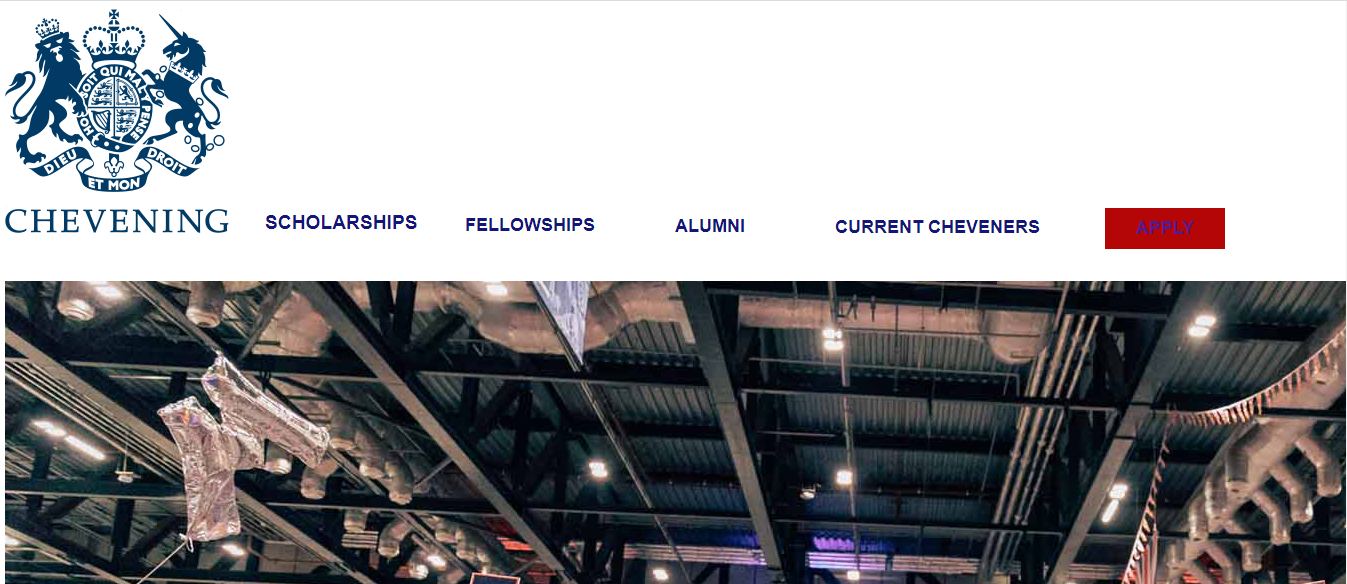 HONI SOIT QUI MAL Y PENSE
DIEU ET MON DROIT
CHEVENING
SCHOLARSHIPS
FELLOWSHIPS
ALUMNI
CURRENT CHEVENERS
APPLY